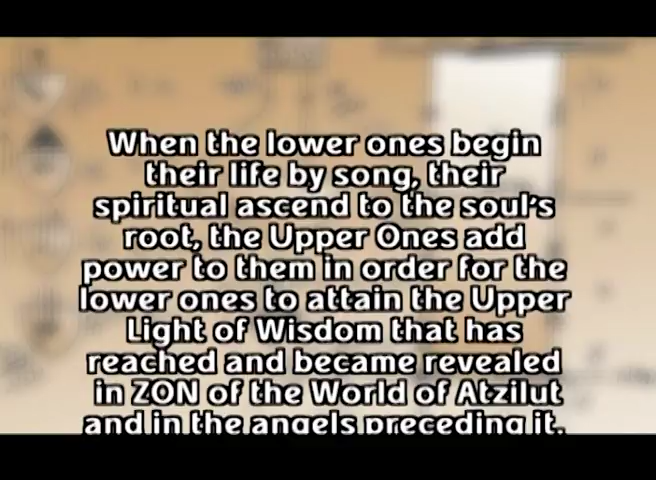 When the lower ones begin
their life by song, their
spiritual ascend to the soul's
root, the Upper Ones add
power to them in order for the
lower ones to attain the Upper
Light of Wisdom that has
reached and became revealed
in ZON of the World of Atzilut
and in the angels preceding it.